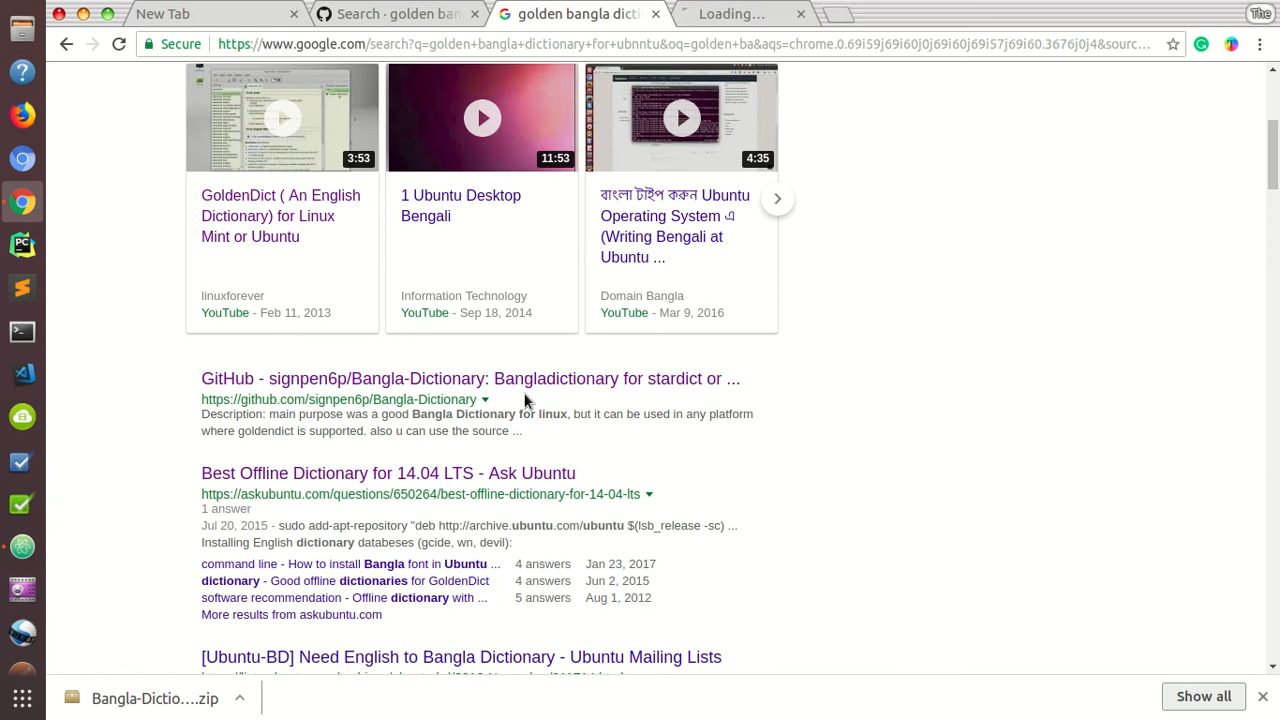 New Tab
Search · golden ban
golden bangla dicti
Loading...
The
Secure
https://www.google.com/search?q=golden+bangla+dictionary+for+ubnntu&oq=golden+ba&aqs=chrome.0.69i59j69i60j0j69i60j69i57j69i60.3676j0j4&sourc...
3:53
11:53
4:35
GoldenDict ( An English
Dictionary) for Linux
Mint or Ubuntu
linuxforever
YouTube - Feb 11, 2013
1 Ubuntu Desktop
Bengali
Information Technology
YouTube - Sep 18, 2014
বাংলা টাইপ করুন Ubuntu
Operating System এ
(Writing Bengali at
Ubuntu ...
Domain Bangla
YouTube - Mar 9, 2016
GitHub - signpen6p/Bangla-Dictionary: Bangladictionary for stardict or ...
https://github.com/signpen6p/Bangla-Dictionary
Description: main purpose was a good Bangla Dictionary for linux, but it can be used in any platform
where goldendict is supported. also u can use the source ...
Best Offline Dictionary for 14.04 LTS - Ask Ubuntu
https://askubuntu.com/questions/650264/best-offline-dictionary-for-14-04-lts
1 answer
Jul 20, 2015 - sudo add-apt-repository "deb http://archive.ubuntu.com/ubuntu $(lsb_release -sc) ...
Installing English dictionary databeses (gcide, wn, devil):
command line - How to install Bangla font in Ubuntu ... 4 answers Jan 23, 2017
dictionary - Good offline dictionaries for GoldenDict 4 answers Jun 2, 2015
software recommendation - Offline dictionary with ... 5 answers Aug 1, 2012
More results from askubuntu.com
[Ubuntu-BD] Need English to Bangla Dictionary - Ubuntu Mailing Lists
Bangla-Dictio....zip
Show all